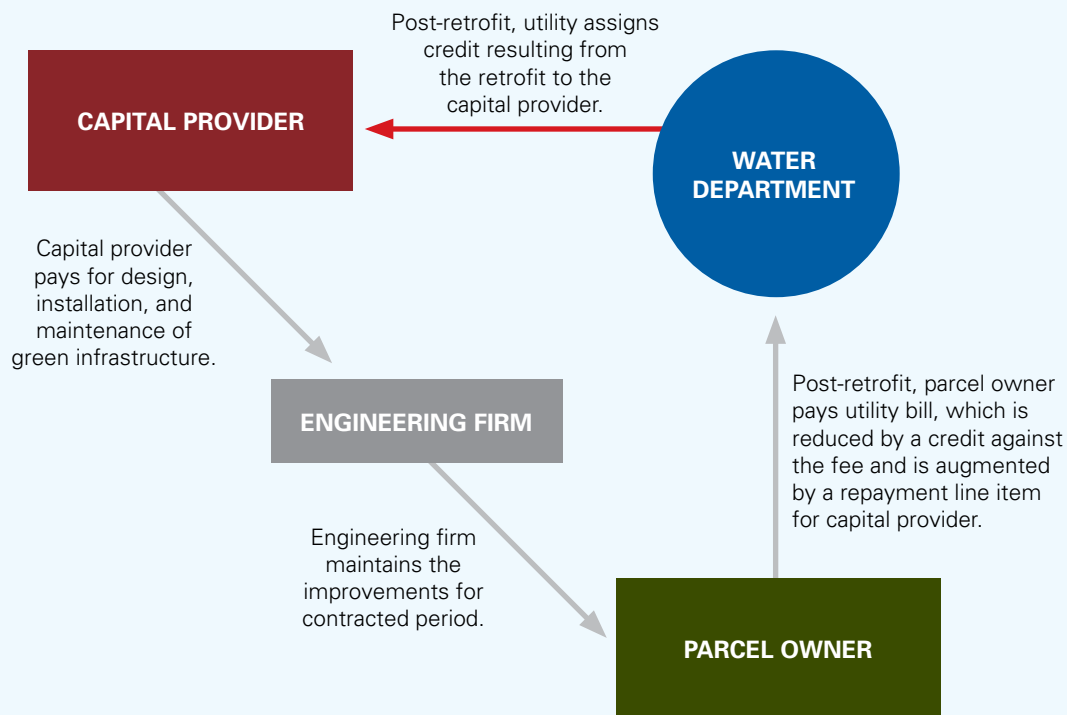 Post-retrofit, utility assigns
credit resulting from
the retrofit to the
capital provider.
CAPITAL PROVIDER
WATER
DEPARTMENT
Capital provider
pays for design,
installation, and
maintenance of
green infrastructure.
ENGINEERING FIRM
Post-retrofit, parcel owner
pays utility bill, which is
reduced by a credit against
the fee and is augmented
by a repayment line item
for capital provider.
Engineering firm
maintains the
improvements for
contracted period.
PARCEL OWNER